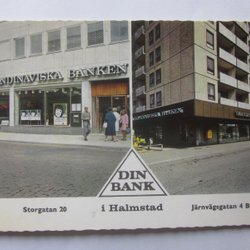 NDINAVISKA BANKEN
DIN
BANK
Storgatan 20
i Halmstad
Järnvägsgatan 4 B